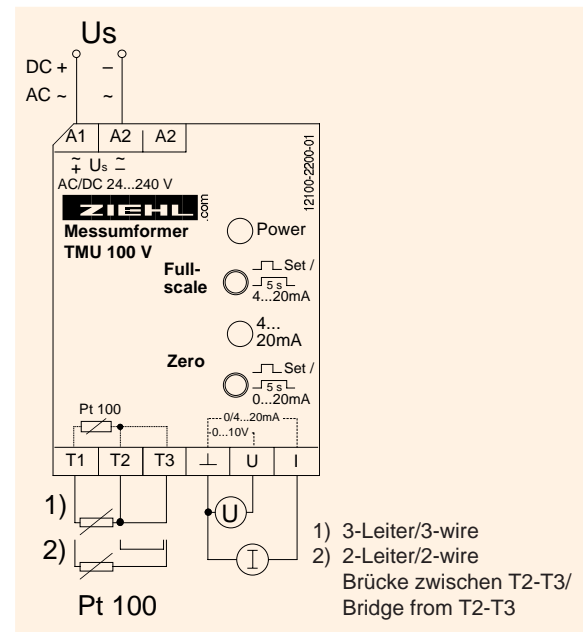 Us
DC + –
AC ~ ~
A1 A2 A2
~ Us ~
+ –
AC/DC 24...240 V
12100-2200-01
ZIEHL.com
Messumformer
TMU 100 V
Power
Full-
scale
Set /
5 s
4...20mA
4...
20mA
Zero
Set /
5 s
0...20mA
Pt 100
0/4...20mA
0...10V
T1 T2 T3 ⊥ U I
1)
U
2)
I
Pt 100
1) 3-Leiter/3-wire
2) 2-Leiter/2-wire
Brücke zwischen T2-T3/
Bridge from T2-T3